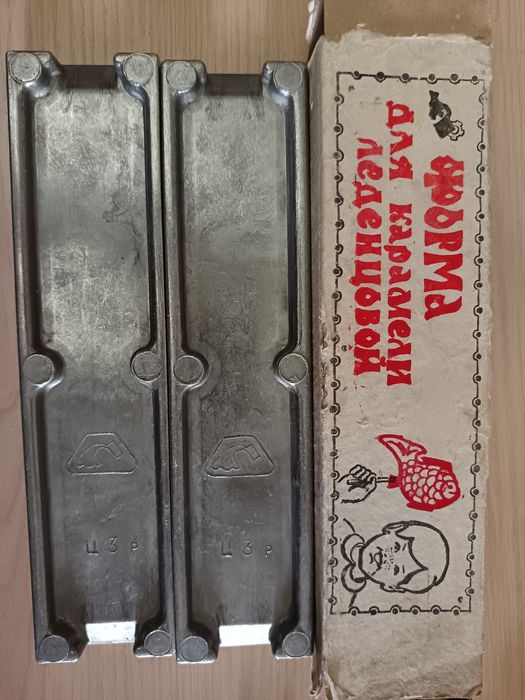 форма
для карамели
леденцовой
Ц 3 р
Ц 3 р